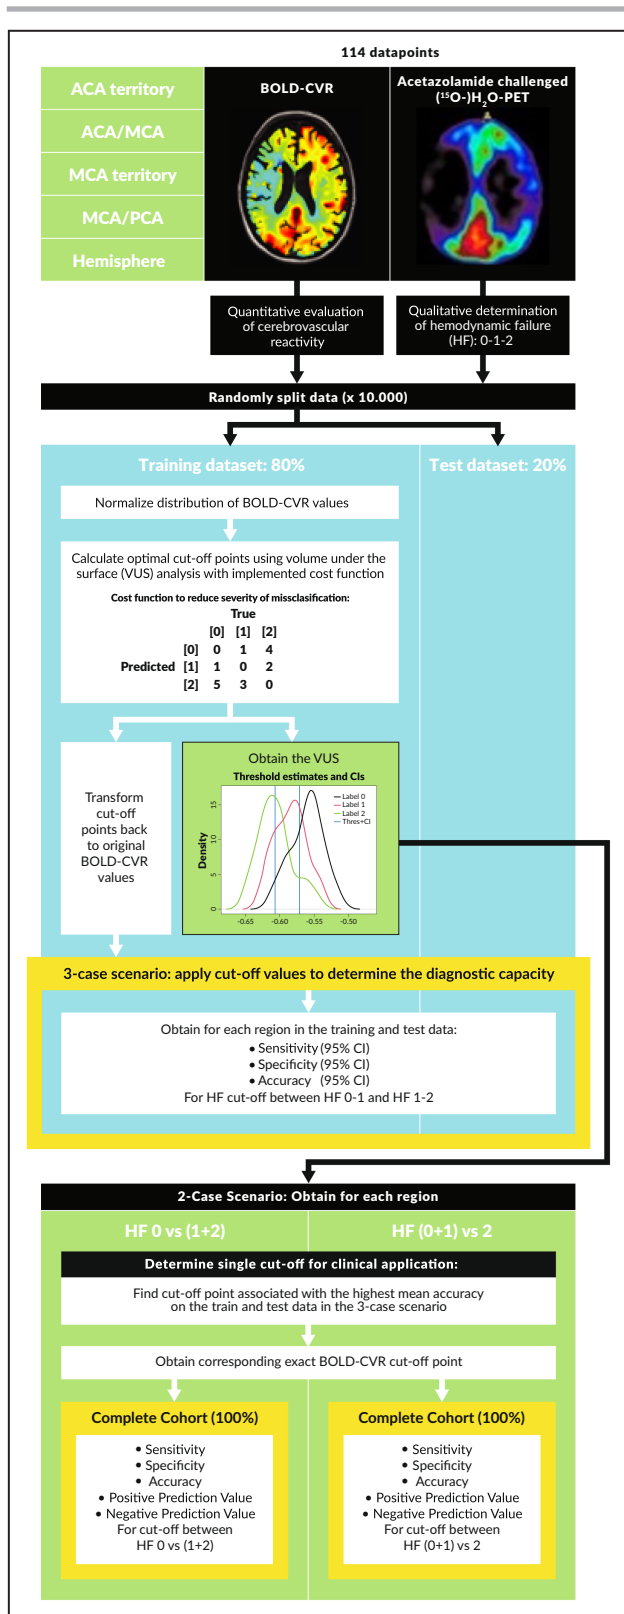 114 datapoints
ACA territory
ACA/MCA
MCA territory
MCA/PCA
Hemisphere
BOLD-CVR
Acetazolamide challenged
(¹⁵O-)H₂O-PET
Quantitative evaluation
of cerebrovascular
reactivity
Qualitative determination
of hemodynamic failure
(HF): 0-1-2
Randomly split data (x 10.000)
Training dataset: 80%
Test dataset: 20%
Normalize distribution of BOLD-CVR values
Calculate optimal cut-off points using volume under the
surface (VUS) analysis with implemented cost function
Cost function to reduce severity of missclasification:
True
[0] [1] [2]
[0] 0 1 4
Predicted [1] 1 0 2
[2] 5 3 0
Transform
cut-off
points back
to original
BOLD-CVR
values
Obtain the VUS
Threshold estimates and CIs
Label 0
Label 1
Label 2
Thres+CI
Density
15
10
5
0
-0.65 -0.60 -0.55 -0.50
3-case scenario: apply cut-off values to determine the diagnostic capacity
Obtain for each region in the training and test data:
• Sensitivity (95% CI)
• Specificity (95% CI)
• Accuracy (95% CI)
For HF cut-off between HF 0-1 and HF 1-2
2-Case Scenario: Obtain for each region
HF 0 vs (1+2)
HF (0+1) vs 2
Determine single cut-off for clinical application:
Find cut-off point associated with the highest mean accuracy
on the train and test data in the 3-case scenario
Obtain corresponding exact BOLD-CVR cut-off point
Complete Cohort (100%)
• Sensitivity
• Specificity
• Accuracy
• Positive Prediction Value
• Negative Prediction Value
For cut-off between
HF 0 vs (1+2)
Complete Cohort (100%)
• Sensitivity
• Specificity
• Accuracy
• Positive Prediction Value
• Negative Prediction Value
For cut-off between
HF (0+1) vs 2